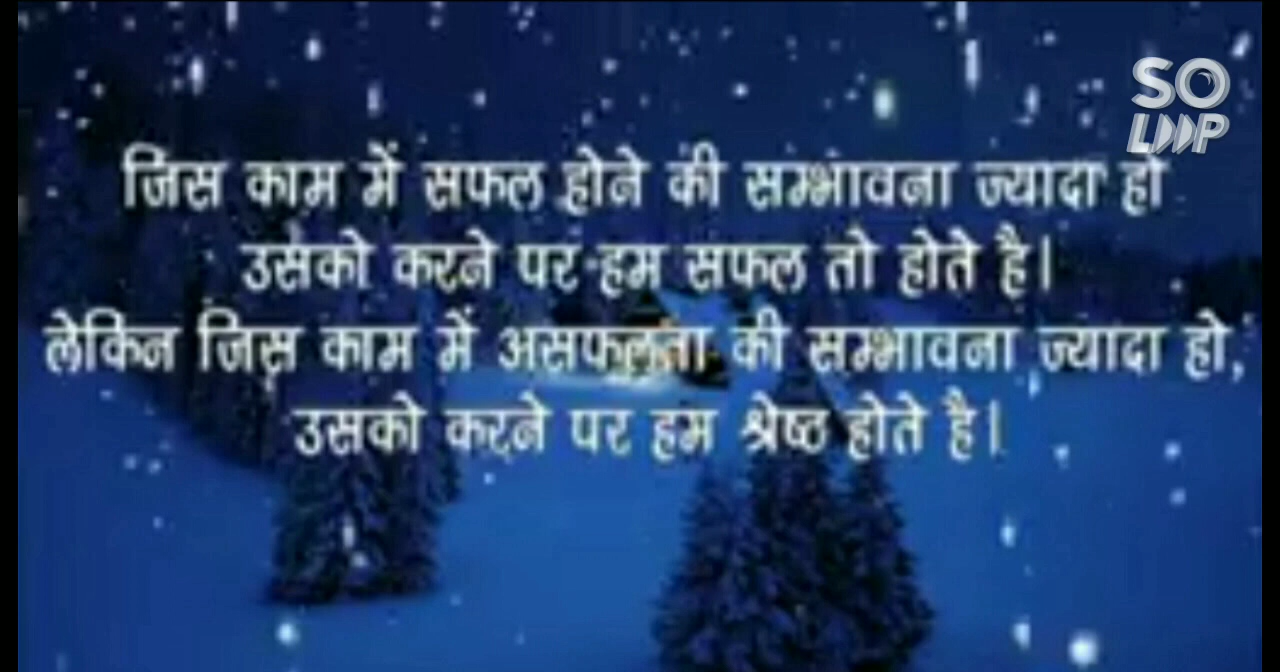 SO
LOOP
जिस काम में सफल होने की सम्भावना ज्यादा हो
उसको करने पर हम सफल तो होते है।
लेकिन जिस काम में असफलता की सम्भावना ज्यादा हो,
उसको करने पर हम श्रेष्ठ होते है।